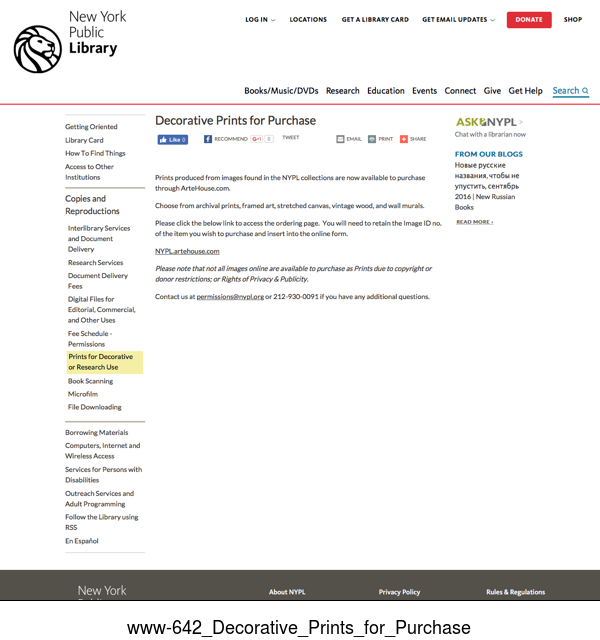 New York
Public
Library
LOG IN
LOCATIONS
GET A LIBRARY CARD
GET EMAIL UPDATES
DONATE
SHOP
Books/Music/DVDs
Research
Education
Events
Connect
Give
Get Help
Search
Getting Oriented
Library Card
How To Find Things
Access to Other
Institutions
Copies and
Reproductions
Interlibrary Services
and Document
Delivery
Research Services
Document Delivery
Fees
Digital Files for
Editorial, Commercial,
and Other Uses
Fee Schedule -
Permissions
Prints for Decorative
or Research Use
Book Scanning
Microfilm
File Downloading
Borrowing Materials
Computers, Internet and
Wireless Access
Services for Persons with
Disabilities
Outreach Services and
Adult Programming
Follow the Library using
RSS
En Español
Decorative Prints for Purchase
Like 0
RECOMMEND
G+1
0
TWEET
EMAIL
PRINT
SHARE
Prints produced from images found in the NYPL collections are now available to purchase
through ArteHouse.com.
Choose from archival prints, framed art, stretched canvas, vintage wood, and wall murals.
Please click the below link to access the ordering page. You will need to retain the Image ID no.
of the item you wish to purchase and insert into the online form.
NYPL.artehouse.com
Please note that not all images online are available to purchase as Prints due to copyright or
donor restrictions; or Rights of Privacy & Publicity.
Contact us at permissions@nypl.org or 212-930-0091 if you have any additional questions.
ASK NYPL >
Chat with a librarian now
FROM OUR BLOGS
Новые русские
названия, чтобы не
упустить, сентябрь
2016 | New Russian
Books
READ MORE ›
New York
About NYPL
Privacy Policy
Rules & Regulations
www-642_Decorative_Prints_for_Purchase